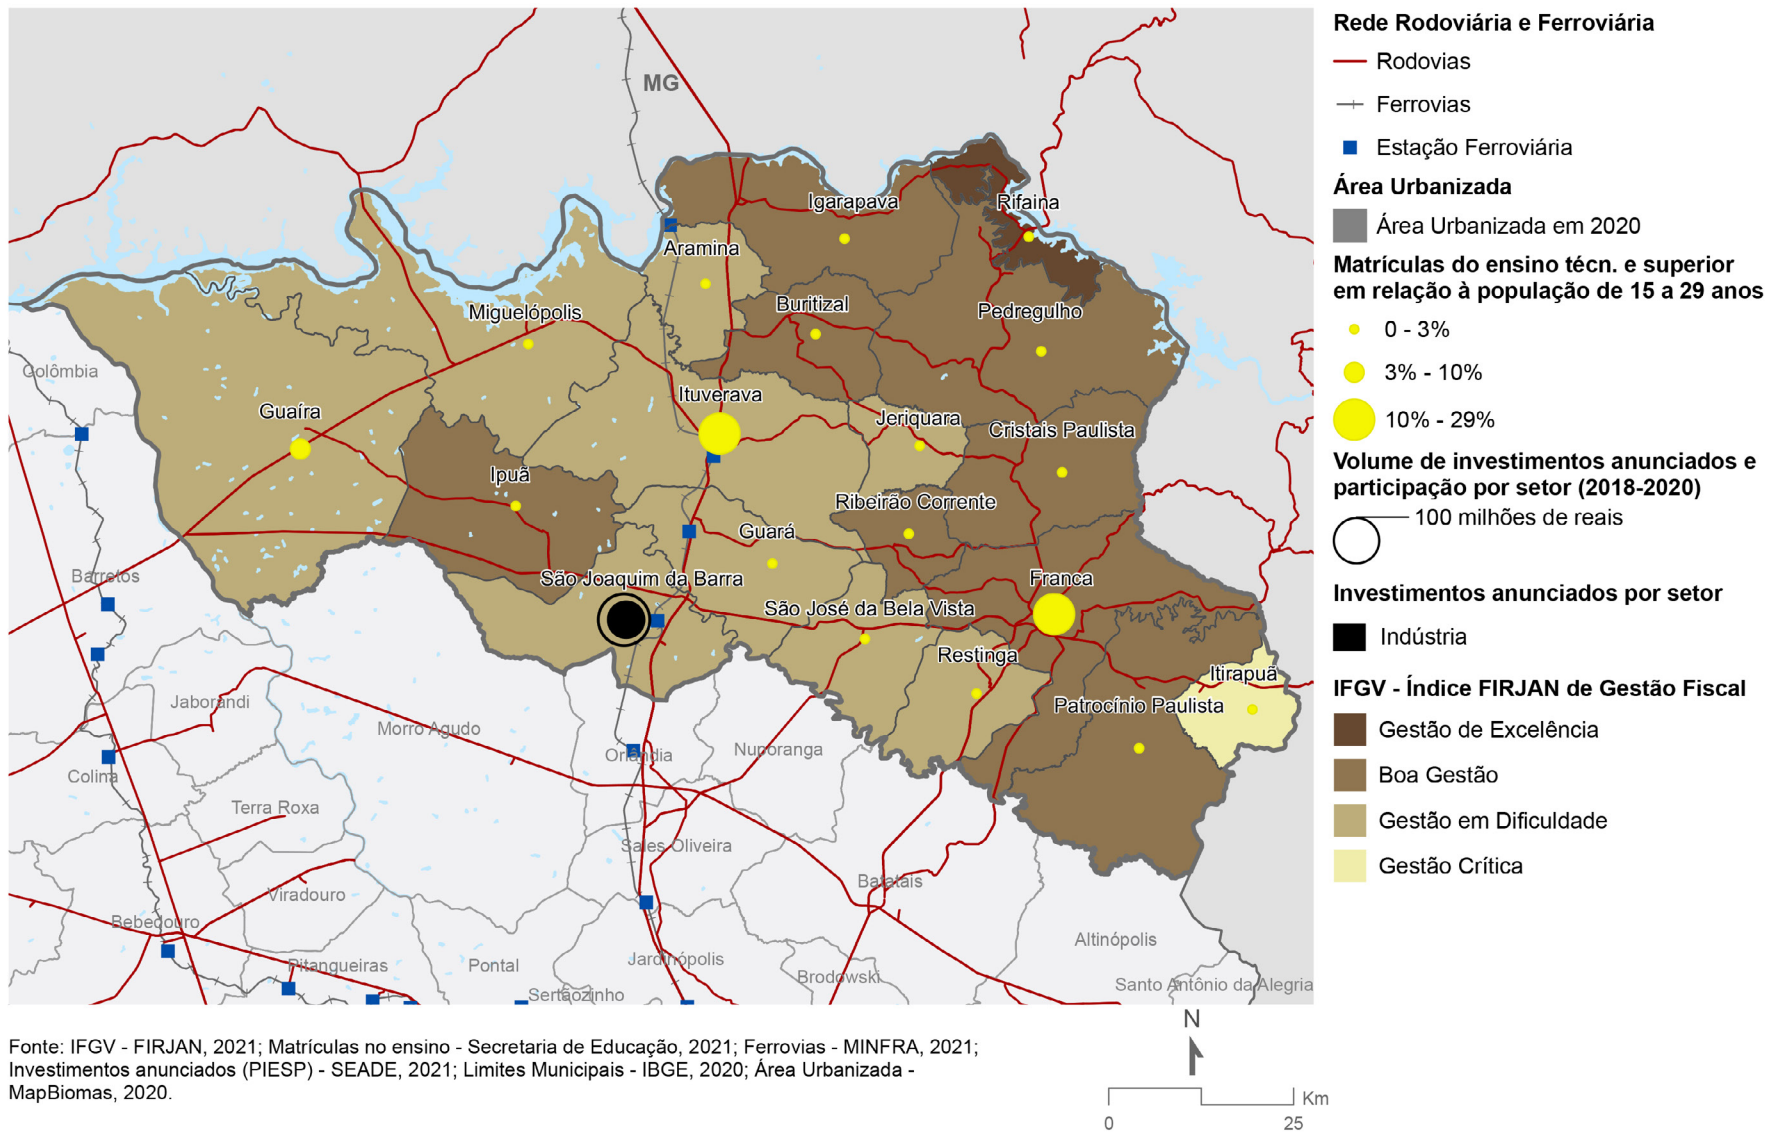 MG
Igarapava
Rifaina
Aramina
Miguelópolis
Buritizal
Pedregulho
Colômbia
Guaíra
Ituverava
Jeriquara
Cristais Paulista
Ipuã
Ribeirão Corrente
Guará
Barretos
São Joaquim da Barra
Franca
São José da Bela Vista
Restinga
Itirapuã
Jaborandi
Patrocínio Paulista
Morro Agudo
Orlândia
Nuporanga
Colina
Terra Roxa
Sales Oliveira
Viradouro
Batatais
Bebedouro
Altinópolis
Pitangueiras
Pontal
Jardinópolis
Brodowski
Santo Antônio da Alegria
Sertãozinho
Rede Rodoviária e Ferroviária
Rodovias
Ferrovias
Estação Ferroviária
Área Urbanizada
Área Urbanizada em 2020
Matrículas do ensino técn. e superior
em relação à população de 15 a 29 anos
0 - 3%
3% - 10%
10% - 29%
Volume de investimentos anunciados e
participação por setor (2018-2020)
100 milhões de reais
Investimentos anunciados por setor
Indústria
IFGV - Índice FIRJAN de Gestão Fiscal
Gestão de Excelência
Boa Gestão
Gestão em Dificuldade
Gestão Crítica
N
Km
0 25
Fonte: IFGV - FIRJAN, 2021; Matrículas no ensino - Secretaria de Educação, 2021; Ferrovias - MINFRA, 2021;
Investimentos anunciados (PIESP) - SEADE, 2021; Limites Municipais - IBGE, 2020; Área Urbanizada -
MapBiomas, 2020.